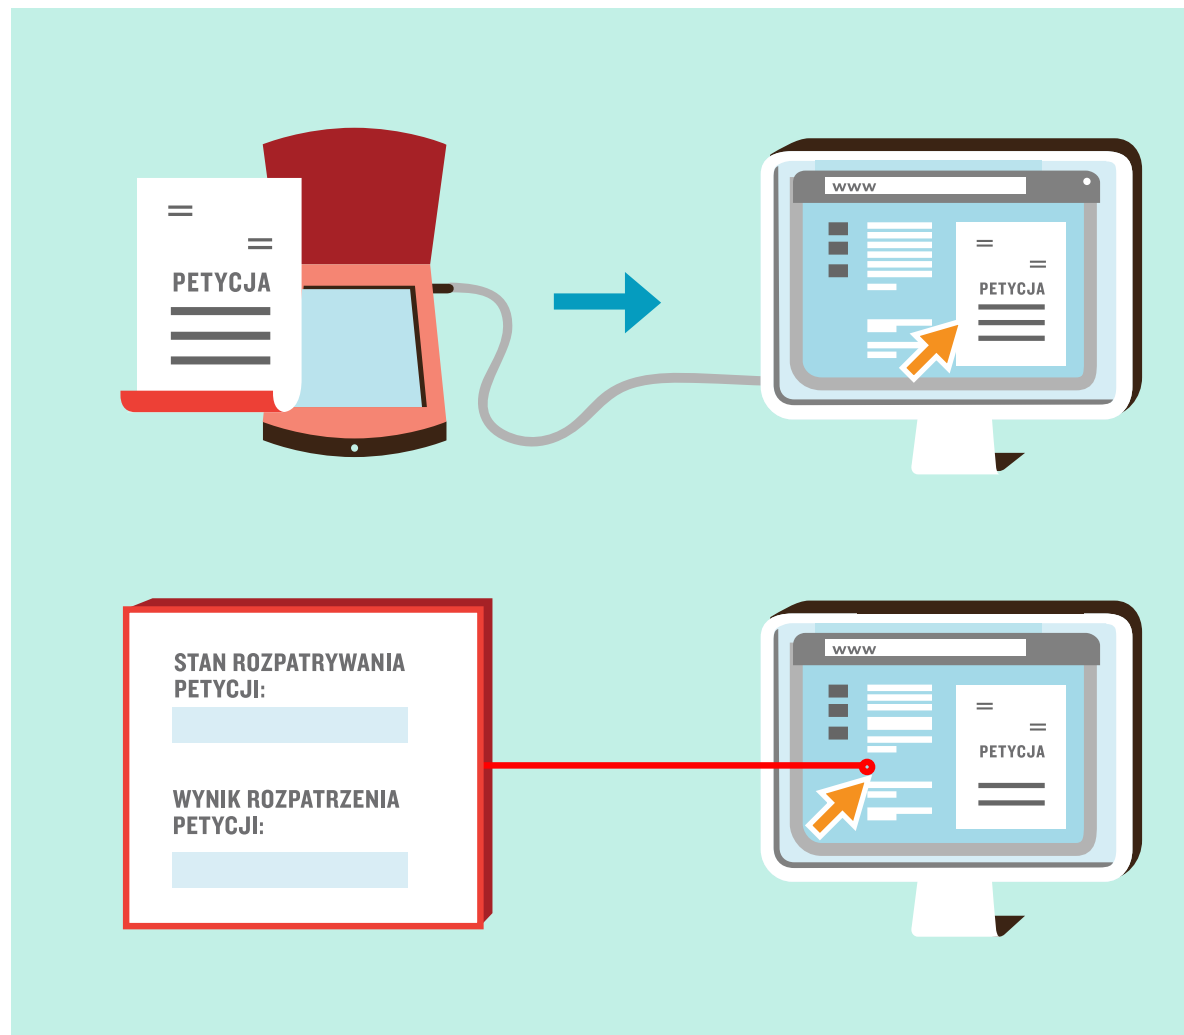 PETYCJA
www
PETYCJA
STAN ROZPATRYWANIA
PETYCJI:
WYNIK ROZPATRZENIA
PETYCJI:
www
PETYCJA